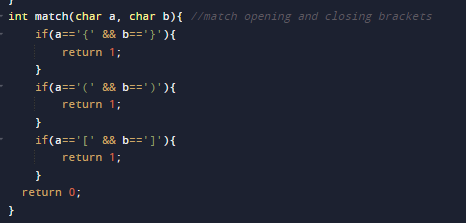 int match(char a, char b){ //match opening and closing brackets
    if(a=='{' && b=='}'){
        return 1;
    }
    if(a=='(' && b==')'){
        return 1;
    }
    if(a=='[' && b==']'){
        return 1;
    }
  return 0;
}